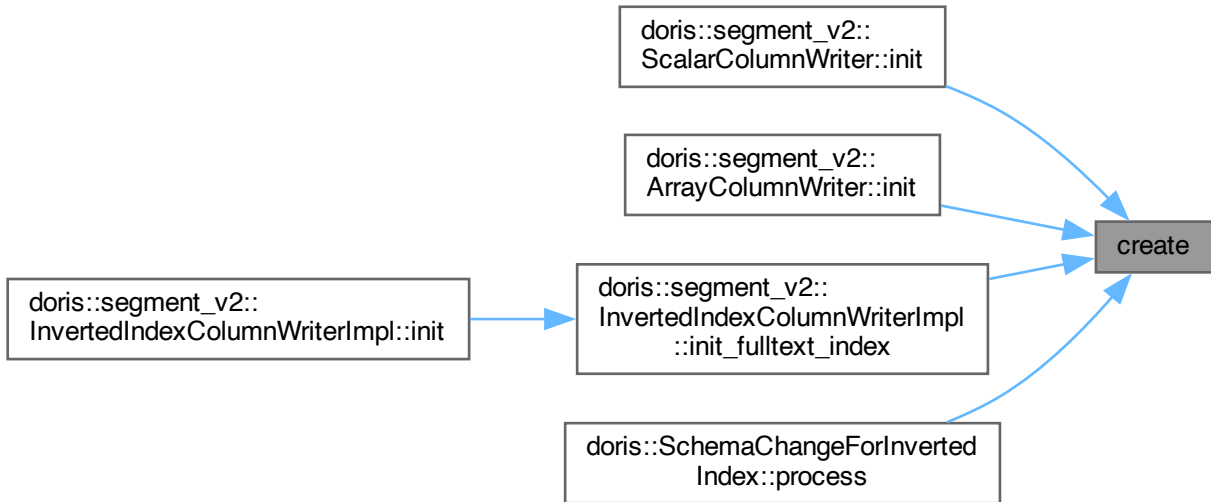 doris::segment_v2::
ScalarColumnWriter::init
doris::segment_v2::
ArrayColumnWriter::init
create
doris::segment_v2::
InvertedIndexColumnWriterImpl::init
doris::segment_v2::
InvertedIndexColumnWriterImpl
::init_fulltext_index
doris::SchemaChangeForInverted
Index::process